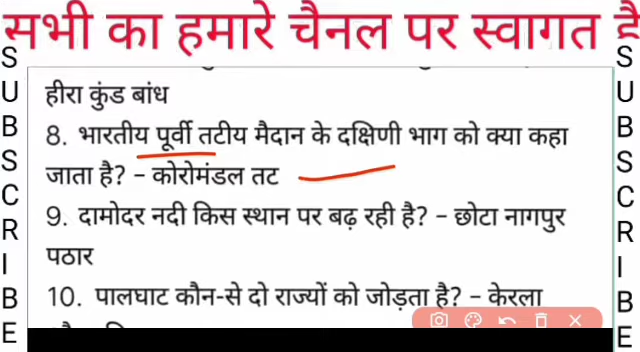 सभी का हमारे चैनल पर स्वागत है
SUBSCRIBE
हीरा कुंड बांध
8. भारतीय पूर्वी तटीय मैदान के दक्षिणी भाग को क्या कहा
जाता है? - कोरोमंडल तट
9. दामोदर नदी किस स्थान पर बढ़ रही है? - छोटा नागपुर
पठार
10. पालघाट कौन-से दो राज्यों को जोड़ता है? - केरला
SUBSCRIBE